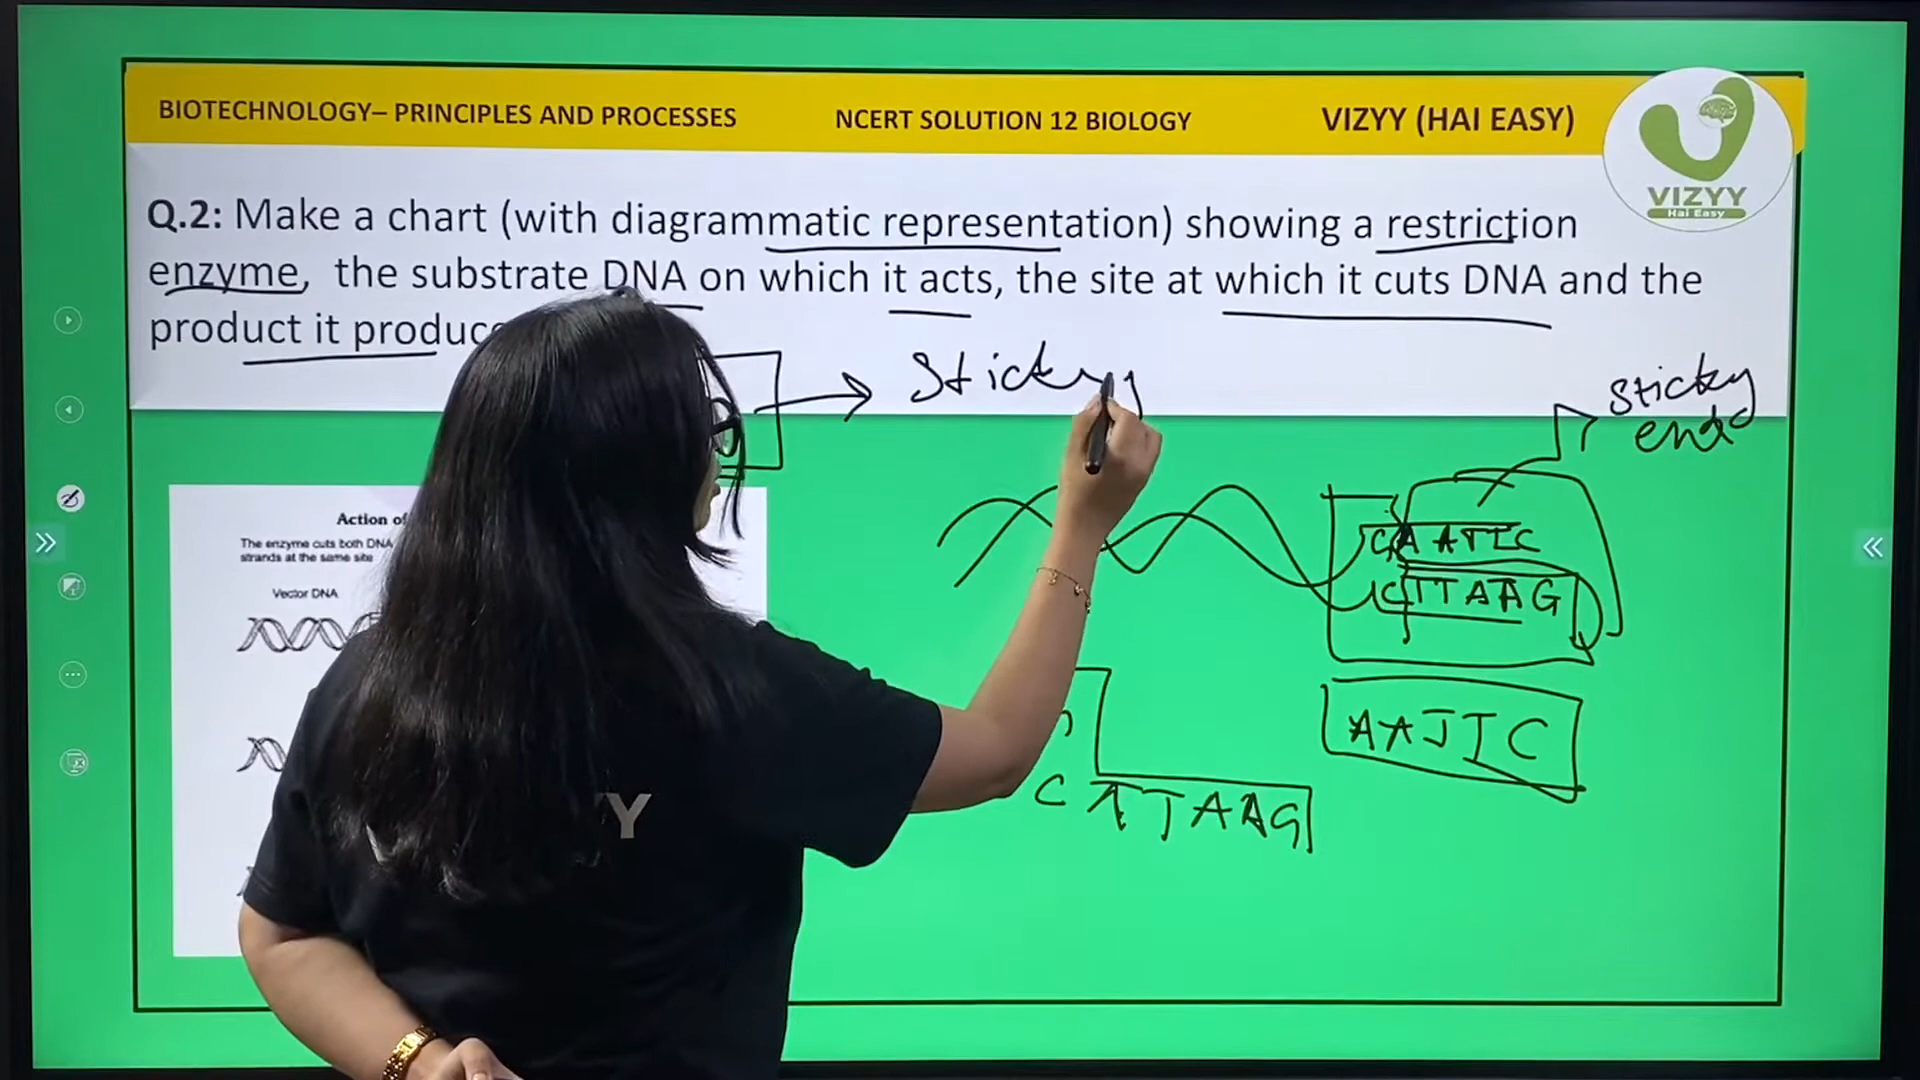 BIOTECHNOLOGY– PRINCIPLES AND PROCESSES NCERT SOLUTION 12 BIOLOGY VIZYY (HAI EASY)
VIZYY
Hai Easy
Q.2: Make a chart (with diagrammatic representation) showing a restriction
enzyme, the substrate DNA on which it acts, the site at which it cuts DNA and the
product it produc
Sticky
Sticky
end
Action of
The enzyme cuts both DNA
strands at the same site
Vector DNA
GAATTC
CTTAAG
AATTC
C TTAAG
Y